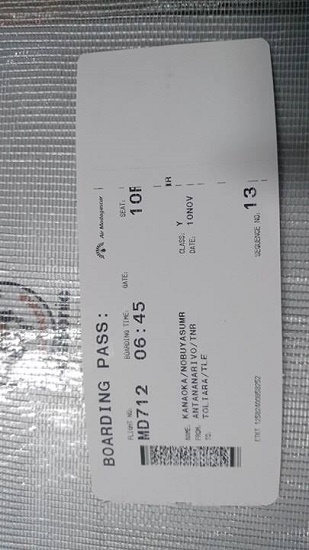 BOARDING PASS:
Air Madagascar
FLIGHT NO. BOARDING TIME: GATE: SEAT:
MD712 06:45 10F
NAME: KANAOKA/NOBUYASUMR CLASS: Y
FROM: ANTANANARIVO/TNR DATE: 10NOV
TO: TOLIARA/TLE
SEQUENCE NO. 13